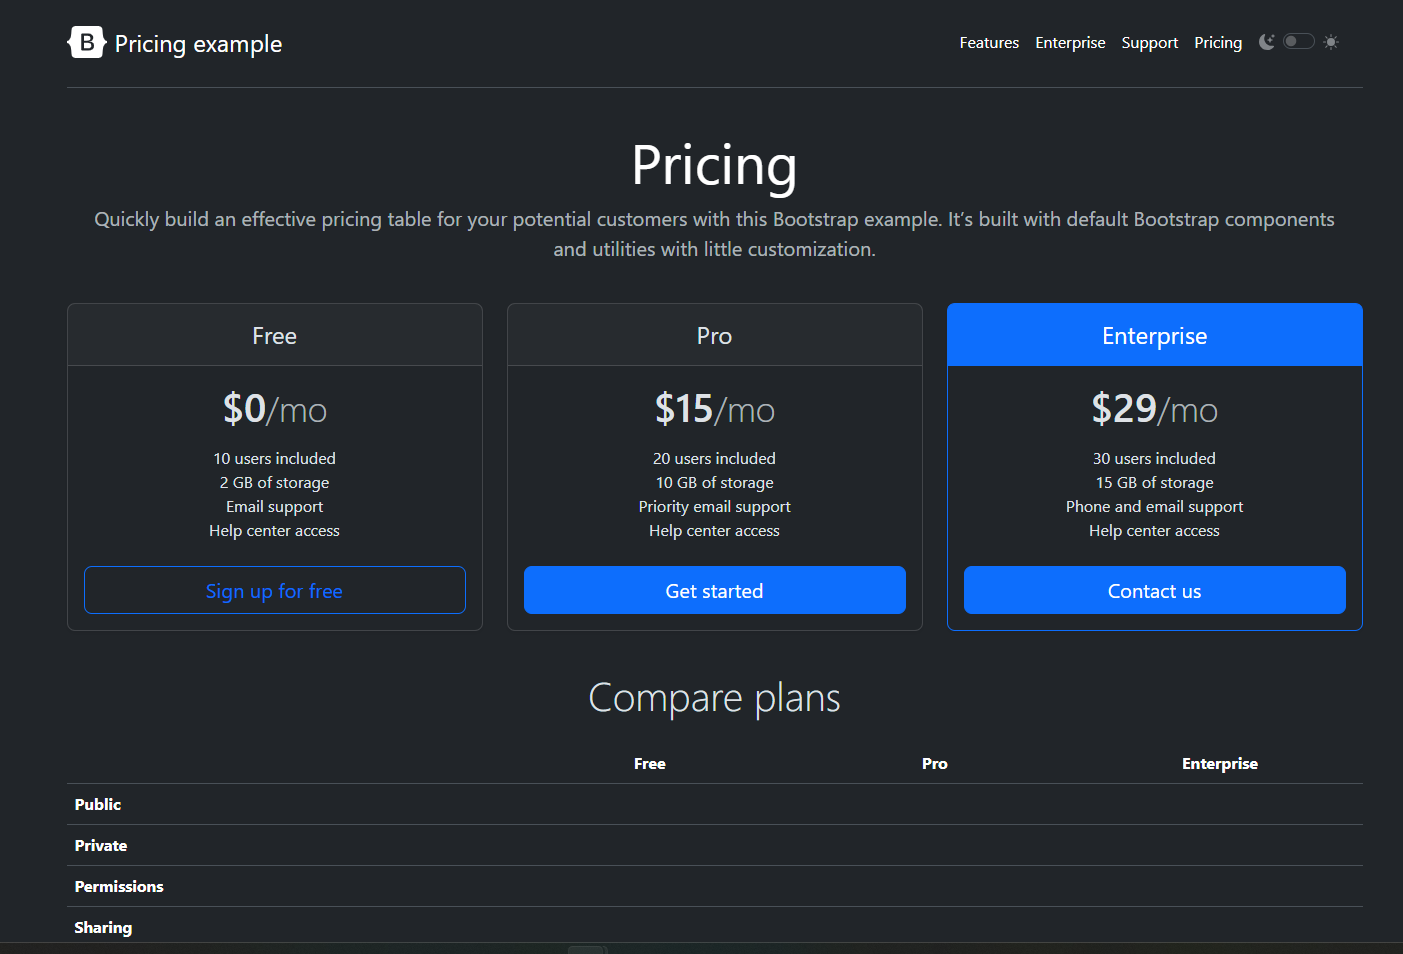 B Pricing example
Features Enterprise Support Pricing
Pricing
Quickly build an effective pricing table for your potential customers with this Bootstrap example. It’s built with default Bootstrap components
and utilities with little customization.
Free
$0/mo
10 users included
2 GB of storage
Email support
Help center access
Sign up for free
Pro
$15/mo
20 users included
10 GB of storage
Priority email support
Help center access
Get started
Enterprise
$29/mo
30 users included
15 GB of storage
Phone and email support
Help center access
Contact us
Compare plans
Free Pro Enterprise
Public
Private
Permissions
Sharing